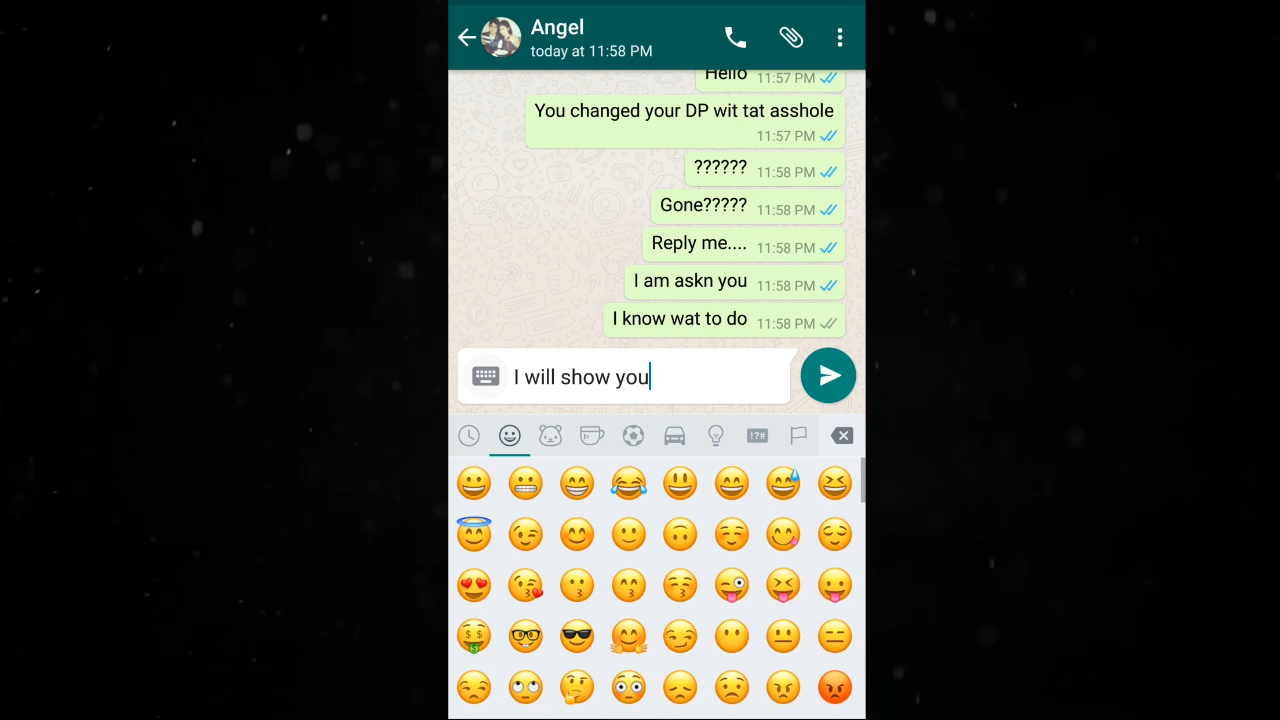 Angel
today at 11:58 PM
Hello 11:57 PM
You changed your DP wit tat asshole
11:57 PM
?????? 11:58 PM
Gone????? 11:58 PM
Reply me.... 11:58 PM
I am askn you 11:58 PM
I know wat to do 11:58 PM
I will show you
!?#